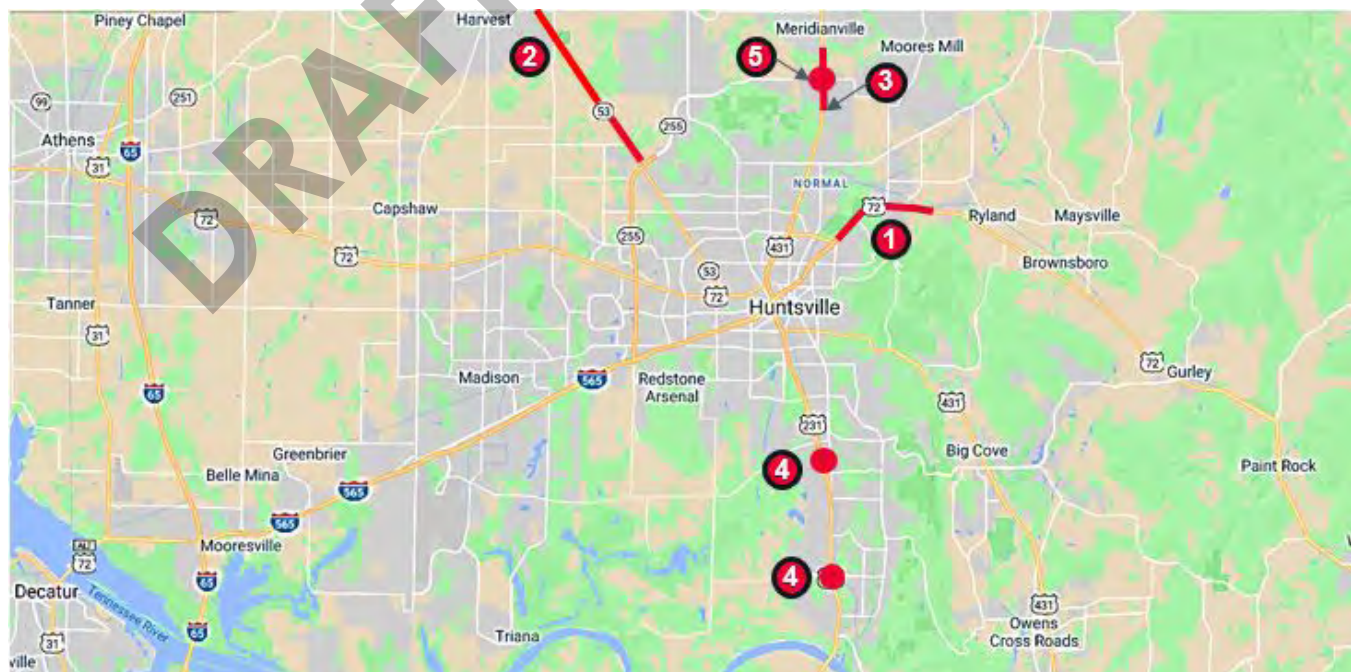 Piney Chapel
Harvest
Meridianville
Moores Mill
2
5
3
99
251
53
255
Athens
65
31
DRAFT
NORMAL
72
Capshaw
72
Ryland
Maysville
1
255
431
72
Brownsboro
53
72
Tanner
Huntsville
31
72
Gurley
Madison
565
Redstone
Arsenal
65
431
231
Greenbrier
4
Big Cove
Belle Mina
Paint Rock
565
565
Mooresville
ALT
72
4
Decatur
65
Tennessee River
431
Owens
Cross Roads
65
31
Triana
ville